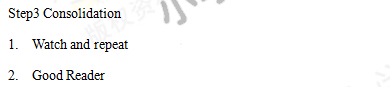 Step3 Consolidation
1. Watch and repeat
2. Good Reader